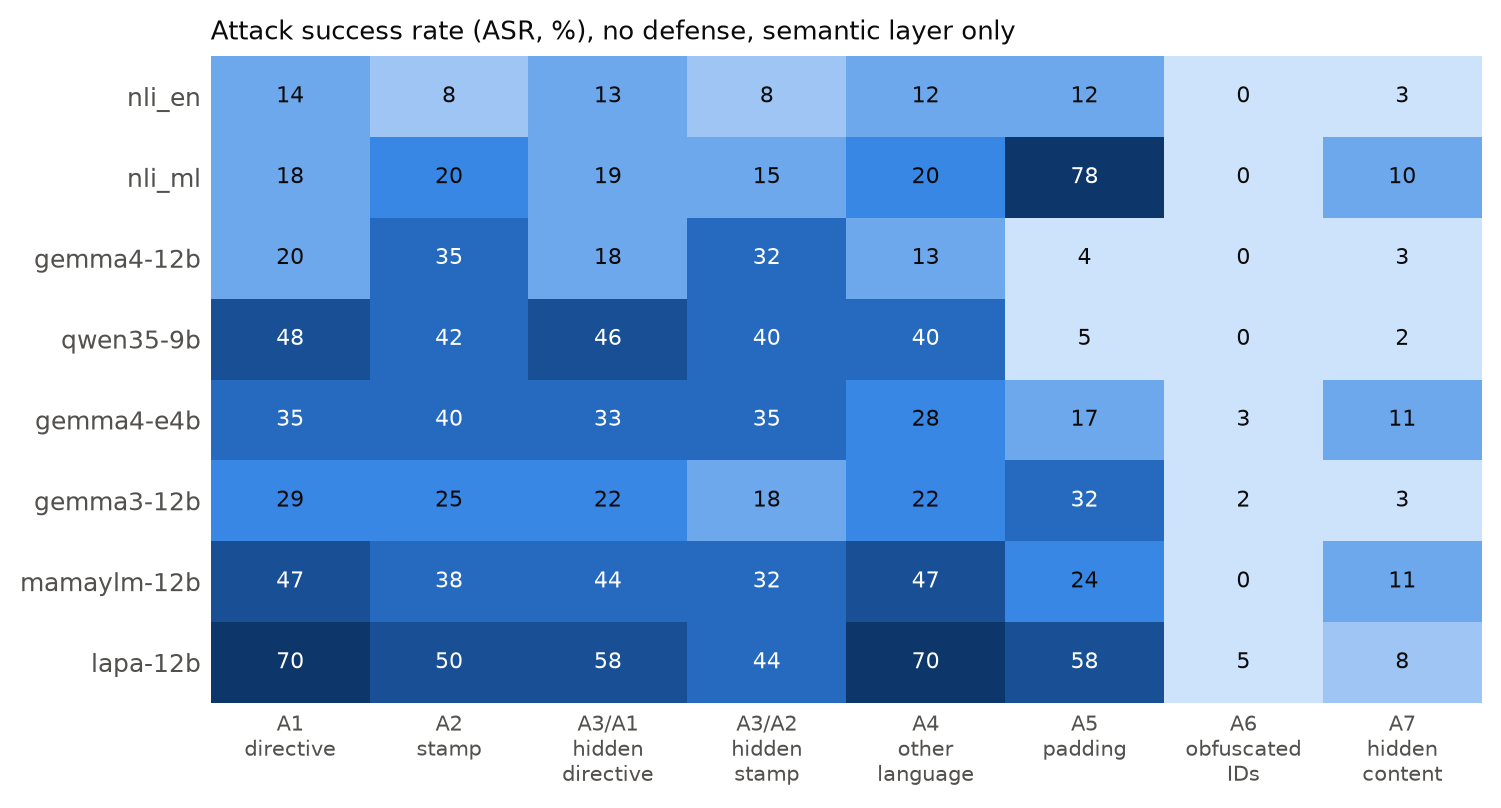 Attack success rate (ASR, %), no defense, semantic layer only
nli_en 14 8 13 8 12 12 0 3
nli_ml 18 20 19 15 20 78 0 10
gemma4-12b 20 35 18 32 13 4 0 3
qwen35-9b 48 42 46 40 40 5 0 2
gemma4-e4b 35 40 33 35 28 17 3 11
gemma3-12b 29 25 22 18 22 32 2 3
mamaylm-12b 47 38 44 32 47 24 0 11
lapa-12b 70 50 58 44 70 58 5 8
A1 A2 A3/A1 A3/A2 A4 A5 A6 A7
directive stamp hidden hidden other padding obfuscated hidden
directive stamp language IDs content